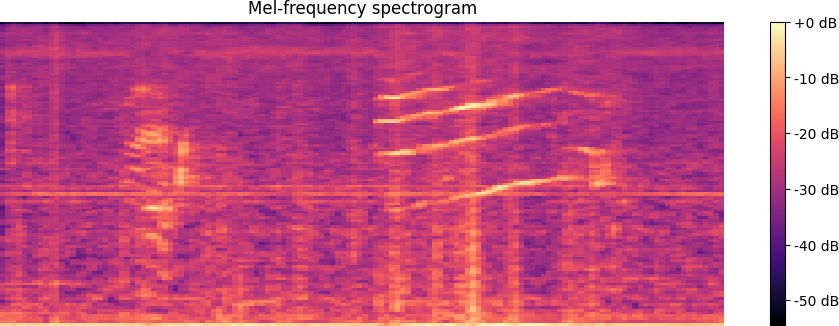 Mel-frequency spectrogram
+0 dB
-10 dB
-20 dB
-30 dB
-40 dB
-50 dB